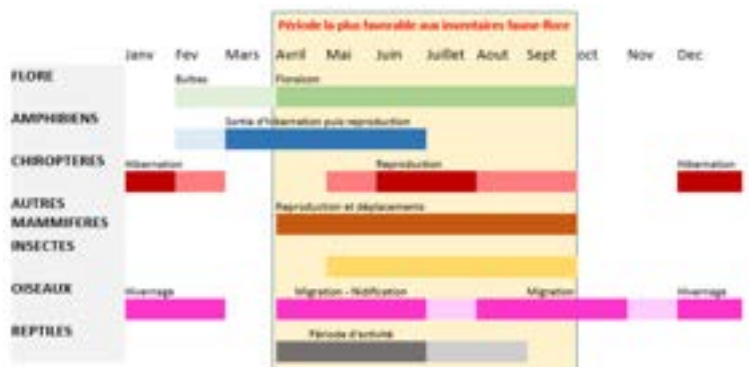 Période la plus favorable aux inventaires faune-flore
Janv Fev Mars Avril Mai Juin Juillet Aout Sept oct Nov Dec
FLORE
Bulbes Floraison
AMPHIBIENS
Sortie d'hibernation puis reproduction
CHIROPTERES
Hibernation Reproduction Hibernation
AUTRES
MAMMIFERES
Reproduction et déplacements
INSECTES
OISEAUX
Hivernage Migration - Nidification Migration Hivernage
REPTILES
Période d'activité